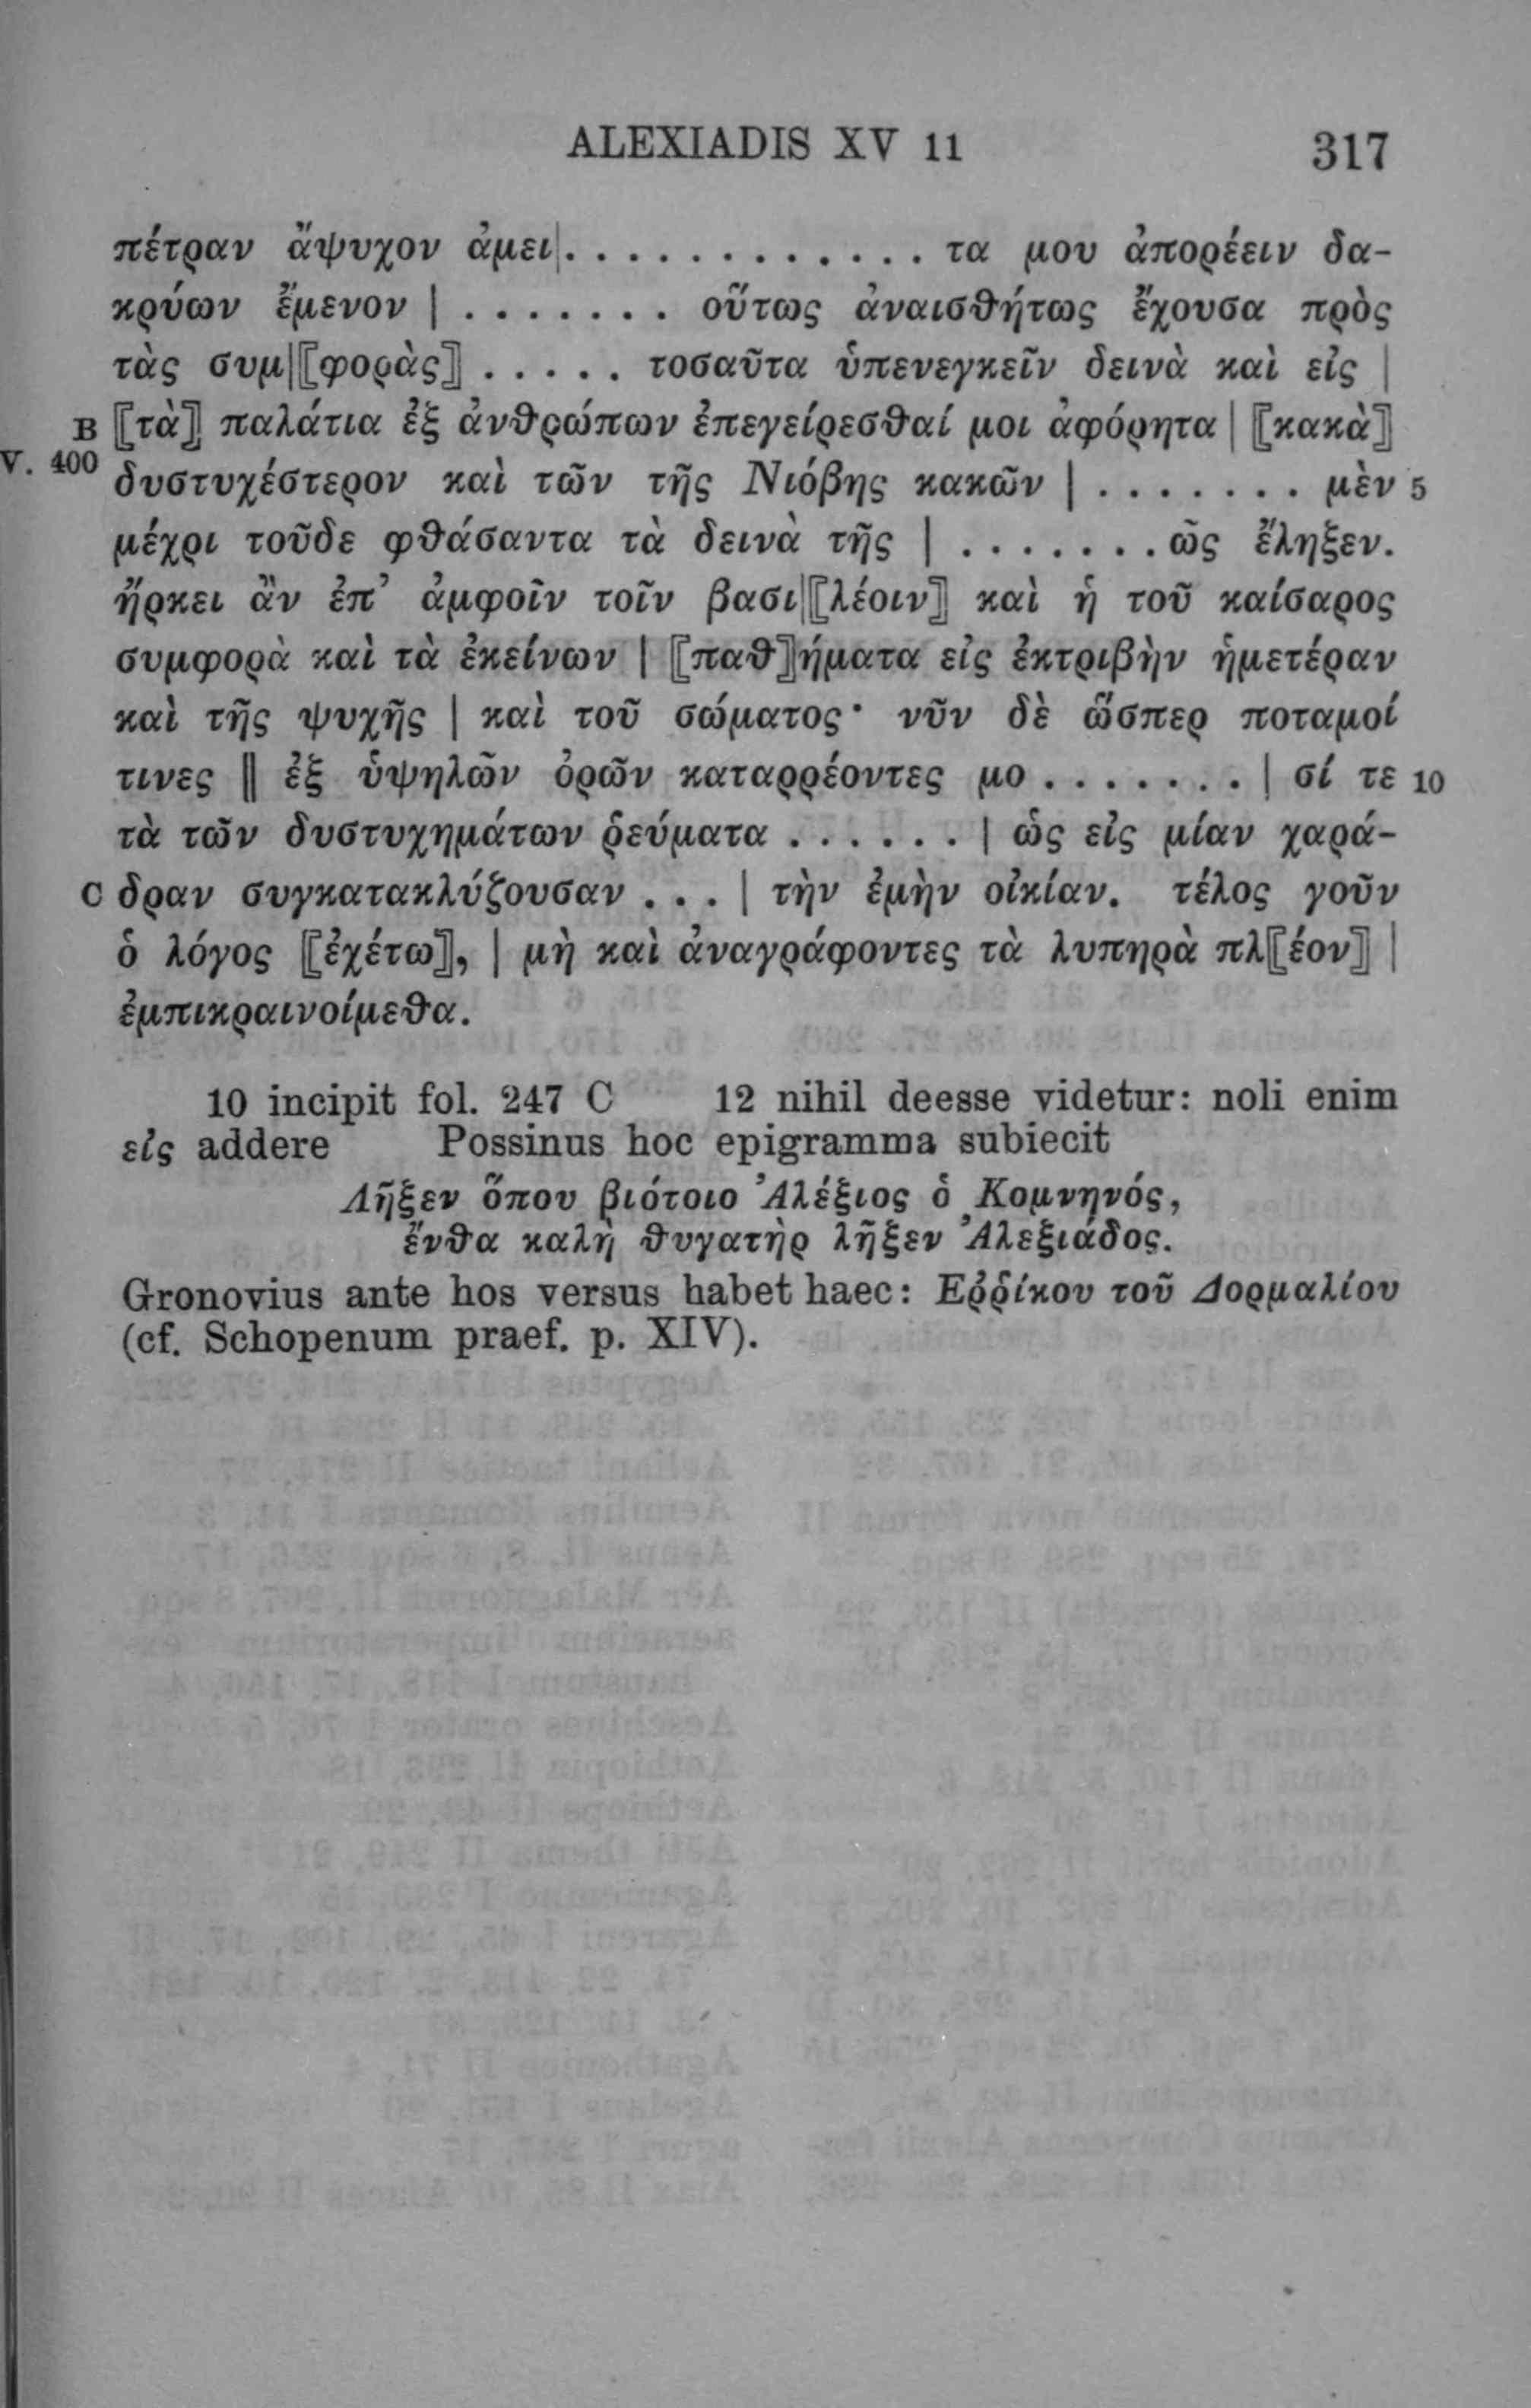 ALEXIADIS XV 11 317
πέτραν ἄψυχον ἀμει|. . . . . . . . . . . . . τα μου ἀπορέειν δα-
κρύων ἔμενον | . . . . . . . οὕτως ἀναισθήτως ἔχουσα πρὸς
τὰς συμ|⟦φορὰς⟧ . . . . . τοσαῦτα ὑπενεγκεῖν δεινὰ καὶ εἰς |
B ⟦τὰ⟧ παλάτια ἐξ ἀνθρώπων ἐπεγείρεσθαί μοι ἀφόρητα | ⟦κακὰ⟧
V. 400 δυστυχέστερον καὶ τῶν τῆς Νιόβης κακῶν | . . . . . . . μὲν 5
μέχρι τοῦδε φθάσαντα τὰ δεινὰ τῆς | . . . . . . . ῶς ἔληξεν.
ἤρκει ἂν ἐπ’ ἀμφοῖν τοῖν βασι|⟦λέοιν⟧ καὶ ἡ τοῦ καίσαρος
συμφορὰ καὶ τὰ ἐκείνων | ⟦παθ⟧ήματα εἰς ἐκτριβὴν ἡμετέραν
καὶ τῆς ψυχῆς | καὶ τοῦ σώματος· νῦν δὲ ὥσπερ ποταμοί
τινες || ἐξ ὑψηλῶν ὀρῶν καταρρέοντες μο . . . . . . . | σί τε 10
τὰ τῶν δυστυχημάτων ῥεύματα . . . . . . | ὡς εἰς μίαν χαρά-
C δραν συγκατακλύζουσαν . . . | τὴν ἐμὴν οἰκίαν. τέλος γοῦν
ὁ λόγος ⟦ἐχέτω⟧, | μὴ καὶ ἀναγράφοντες τὰ λυπηρὰ πλ⟦έον⟧ |
ἐμπικραινοίμεθα.
10 incipit fol. 247 C 12 nihil deesse videtur: noli enim
εἰς addere Possinus hoc epigramma subiecit
Λῆξεν ὅπου βιότοιο Ἀλέξιος ὁ Κομνηνός,
ἔνθα καλὴ θυγατὴρ λῆξεν Ἀλεξιάδος.
Gronovius ante hos versus habet haec: Ἐῤῥίκου τοῦ Δορμαλίου
(cf. Schopenum praef. p. XIV).